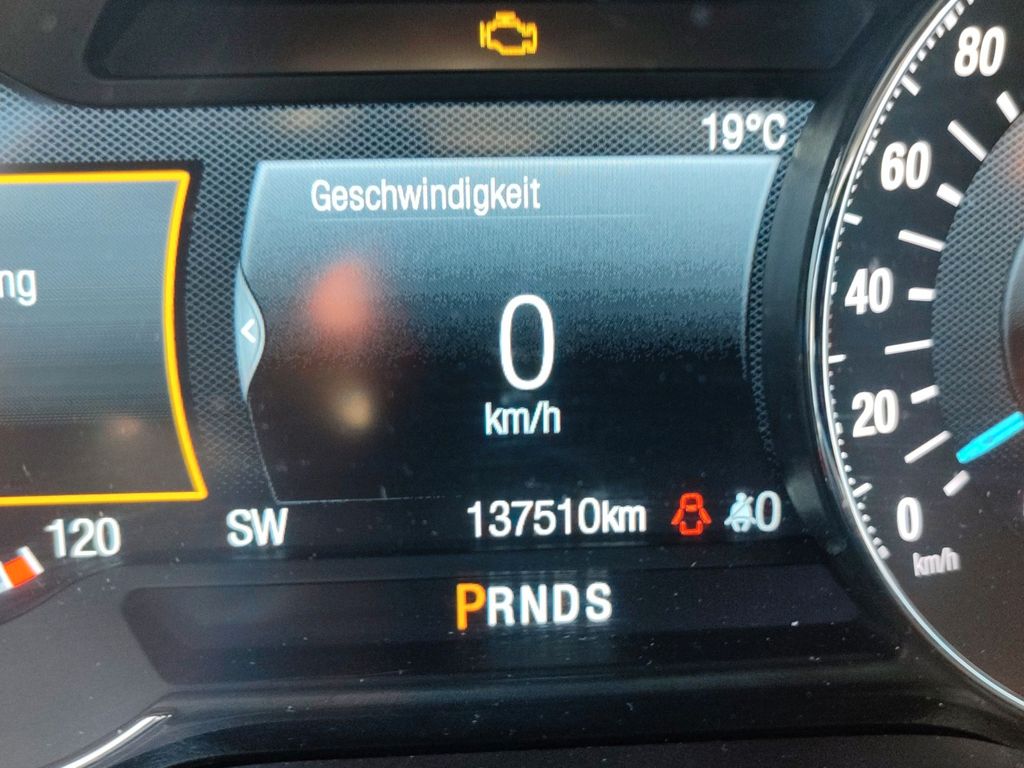 19°C
Geschwindigkeit
ng
0
km/h
120
SW
137510km
0
PRNDS
80
60
40
20
0
km/h